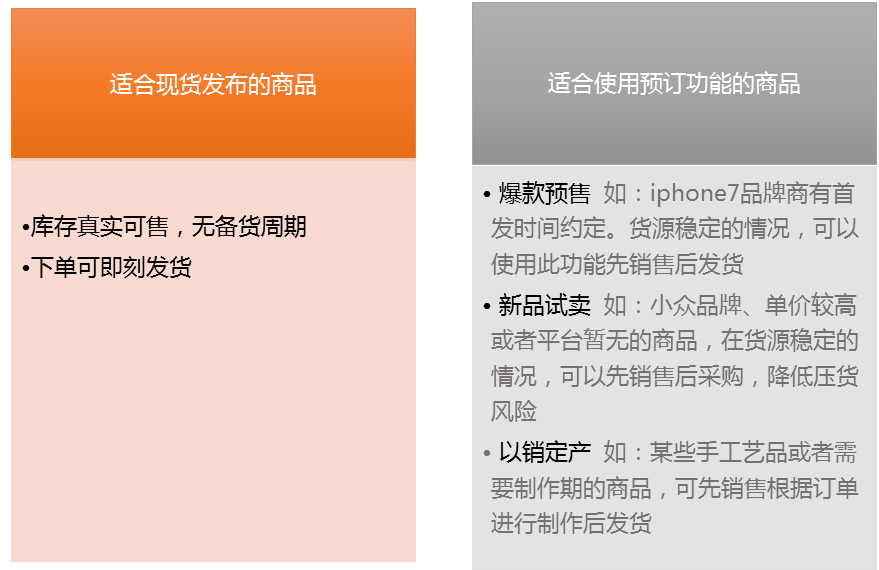 适合现货发布的商品
•库存真实可售，无备货周期
•下单可即刻发货
适合使用预订功能的商品
• 爆款预售 如：iphone7品牌商有首
发时间约定。货源稳定的情况，可以
使用此功能先销售后发货
• 新品试卖 如：小众品牌、单价较高
或者平台暂无的商品，在货源稳定的
情况，可以先销售后采购，降低压货
风险
• 以销定产 如：某些手工艺品或者需
要制作期的商品，可先销售根据订单
进行制作后发货